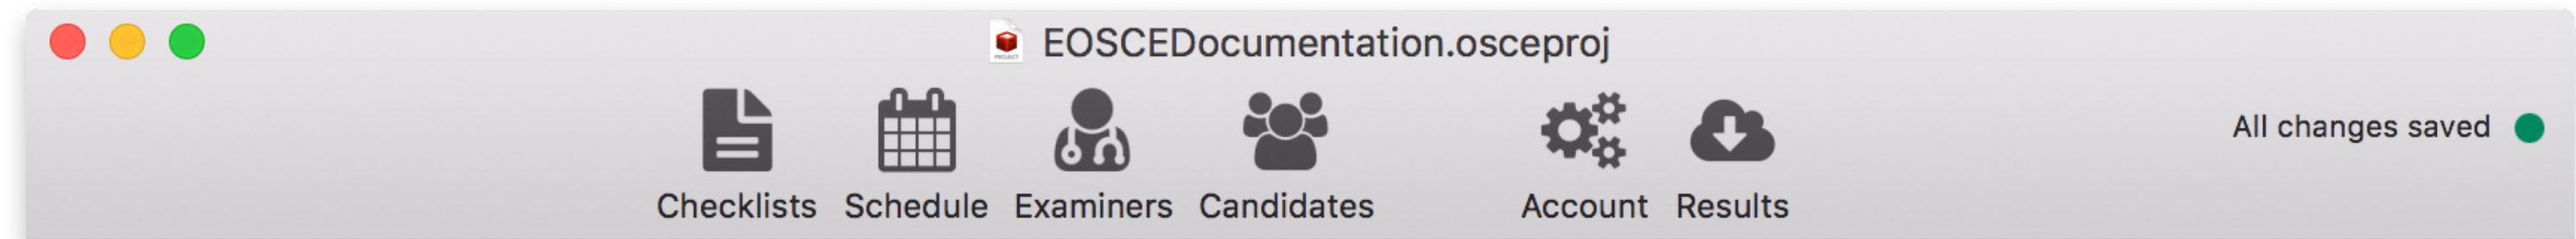 EOSCEDocumentation.osceproj
All changes saved
Checklists Schedule Examiners Candidates Account Results